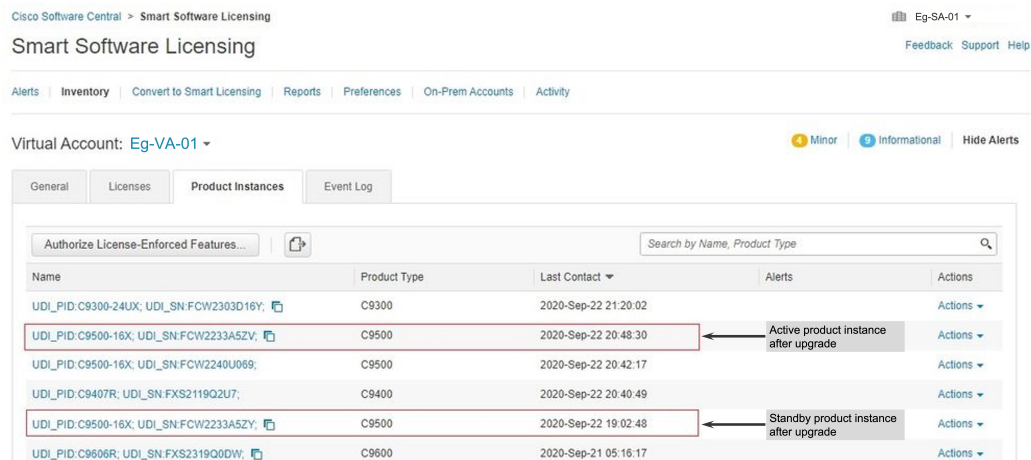 Cisco Software Central > Smart Software Licensing
Eg-SA-01
Smart Software Licensing
Feedback Support Help
Alerts Inventory Convert to Smart Licensing Reports Preferences On-Prem Accounts Activity
Virtual Account: Eg-VA-01
4 Minor 9 Informational Hide Alerts
General Licenses Product Instances Event Log
Authorize License-Enforced Features...
Search by Name, Product Type
Name Product Type Last Contact Alerts Actions
UDI_PID:C9300-24UX; UDI_SN:FCW2303D16Y; C9300 2020-Sep-22 21:20:02 Actions
UDI_PID:C9500-16X; UDI_SN:FCW2233A5ZV; C9500 2020-Sep-22 20:48:30 Actions
Active product instance
after upgrade
UDI_PID:C9500-16X; UDI_SN:FCW2240U069; C9500 2020-Sep-22 20:42:17 Actions
UDI_PID:C9407R; UDI_SN:FXS2119Q2U7; C9400 2020-Sep-22 20:40:49 Actions
UDI_PID:C9500-16X; UDI_SN:FCW2233A5ZY; C9500 2020-Sep-22 19:02:48 Actions
Standby product instance
after upgrade
UDI_PID:C9606R; UDI_SN:FXS2319Q0DW; C9600 2020-Sep-21 05:16:17 Actions